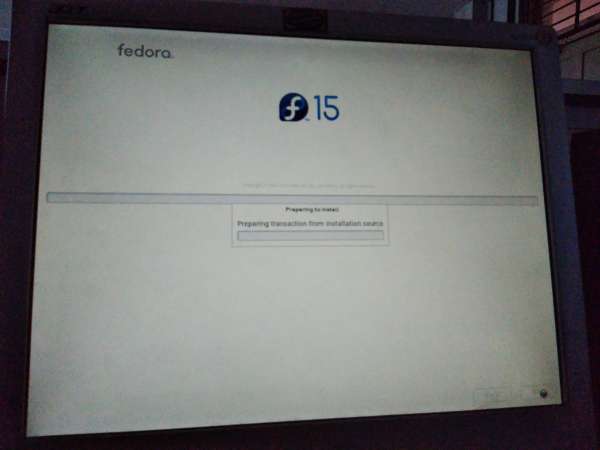 fedora.
f 15
Preparing to install
Preparing transaction from installation source